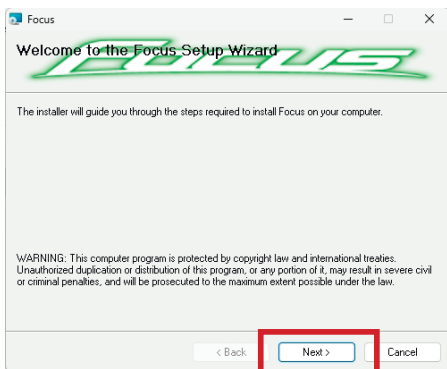 Focus
Welcome to the Focus Setup Wizard
FOCUS
The installer will guide you through the steps required to install Focus on your computer.
WARNING: This computer program is protected by copyright law and international treaties.
Unauthorized duplication or distribution of this program, or any portion of it, may result in severe civil
or criminal penalties, and will be prosecuted to the maximum extent possible under the law.
< Back
Next >
Cancel